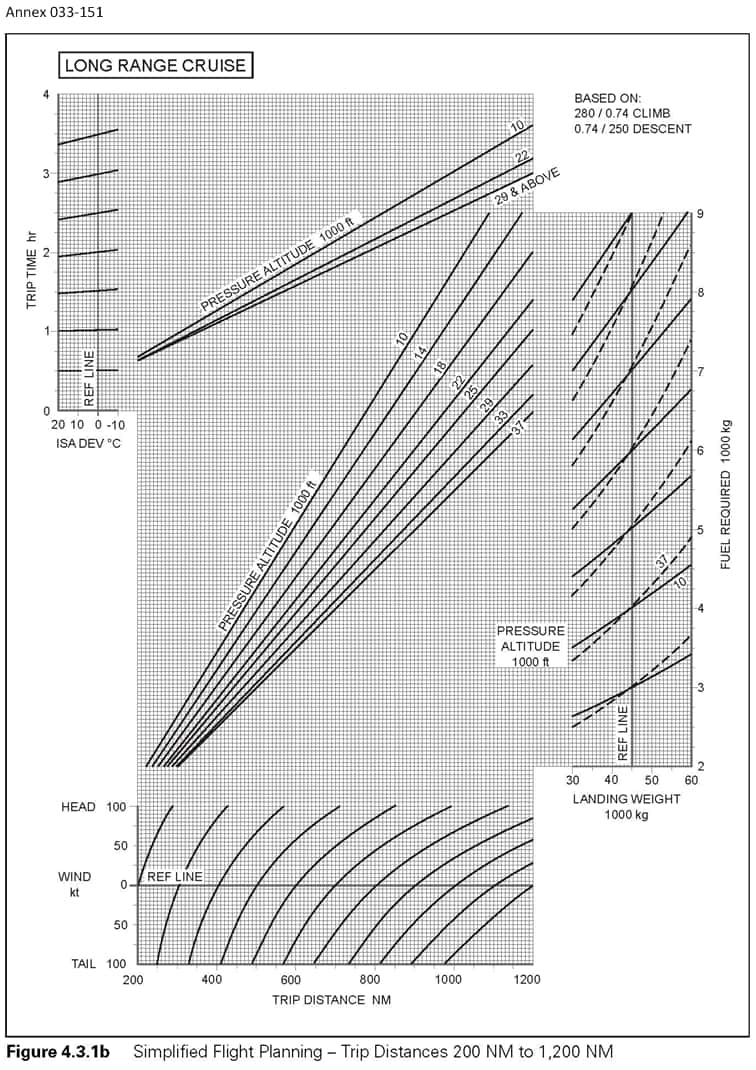 Annex 033-151
LONG RANGE CRUISE
BASED ON:
280 / 0.74 CLIMB
0.74 / 250 DESCENT
4
3
2
1
0
TRIP TIME hr
REF LINE
20 10 0 -10
ISA DEV °C
PRESSURE ALTITUDE 1000 ft
10
22
29 & ABOVE
PRESSURE ALTITUDE 1000 ft
10
14
18
22
25
29
33
37
9
8
7
6
5
4
3
2
FUEL REQUIRED 1000 kg
37
10
PRESSURE
ALTITUDE
1000 ft
REF LINE
30 40 50 60
LANDING WEIGHT
1000 kg
HEAD 100
50
WIND 0
kt
50
TAIL 100
REF LINE
200 400 600 800 1000 1200
TRIP DISTANCE NM
Figure 4.3.1b Simplified Flight Planning – Trip Distances 200 NM to 1,200 NM